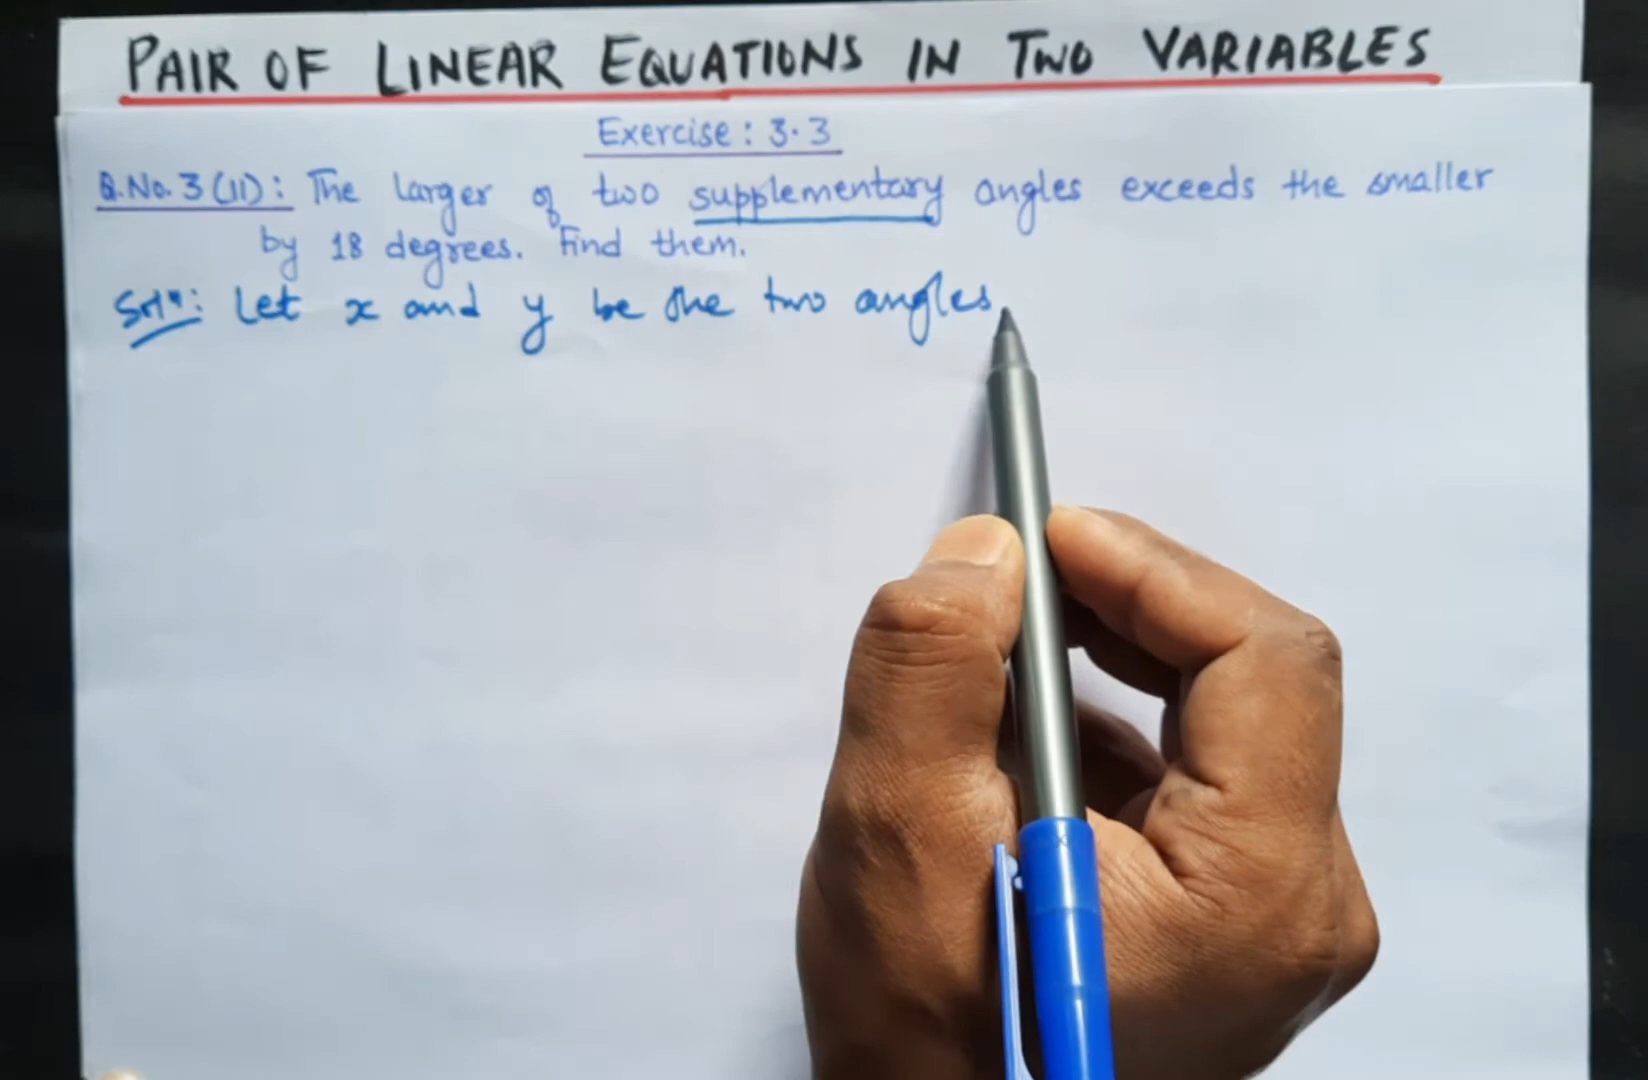 PAIR OF LINEAR EQUATIONS IN TWO VARIABLES
Exercise: 3.3
Q.No. 3 (II): The larger of two supplementary angles exceeds the smaller
by 18 degrees. Find them.
Solⁿ: Let x and y be the two angles